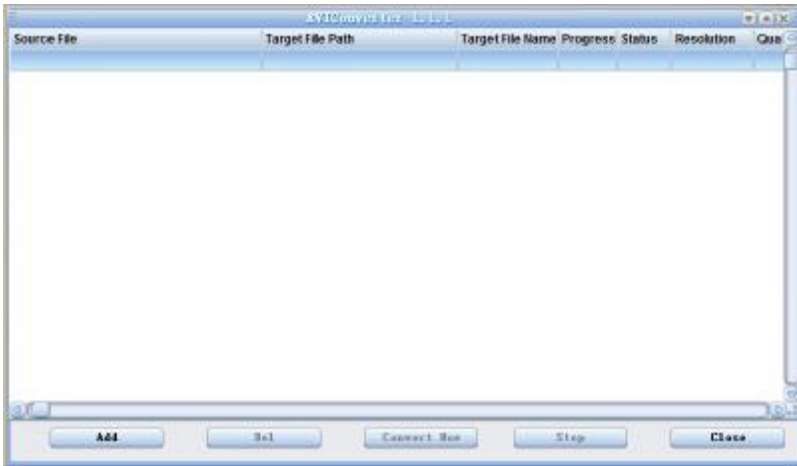 AVIConverter 1.1.1
Source File Target File Path Target File Name Progress Status Resolution Qua
Add Del Convert Now Stop Close